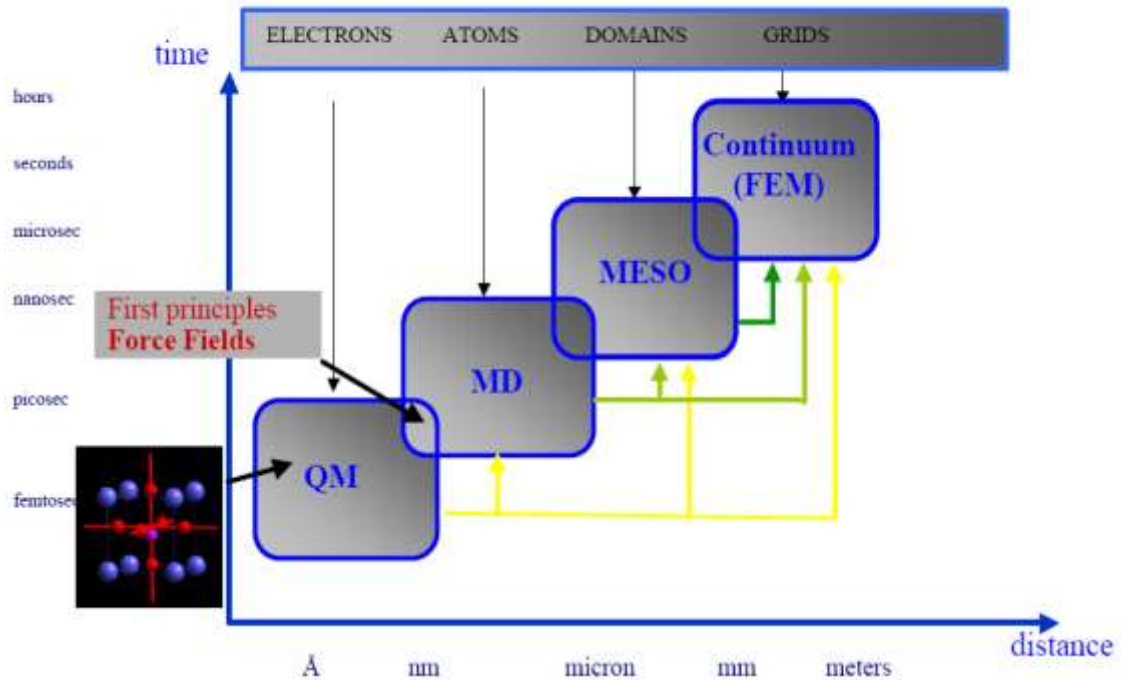 ELECTRONS ATOMS DOMAINS GRIDS
time
hours
seconds
microsec
nanosec
picosec
femtosec
Continuum
(FEM)
MESO
First principles
Force Fields
MD
QM
distance
Å nm micron mm meters